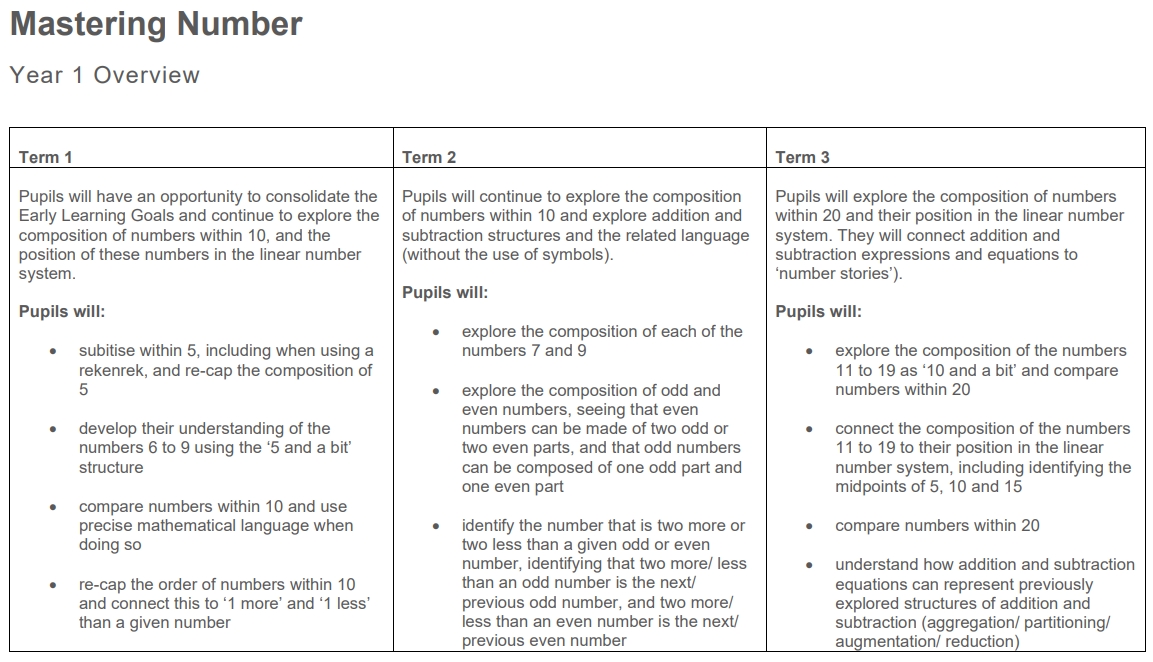 Mastering Number
Year 1 Overview
Term 1
Pupils will have an opportunity to consolidate the
Early Learning Goals and continue to explore the
composition of numbers within 10, and the
position of these numbers in the linear number
system.
Pupils will:
• subitise within 5, including when using a
rekenrek, and re-cap the composition of
5
• develop their understanding of the
numbers 6 to 9 using the ‘5 and a bit’
structure
• compare numbers within 10 and use
precise mathematical language when
doing so
• re-cap the order of numbers within 10
and connect this to ‘1 more’ and ‘1 less’
than a given number
Term 2
Pupils will continue to explore the composition
of numbers within 10 and explore addition and
subtraction structures and the related language
(without the use of symbols).
Pupils will:
• explore the composition of each of the
numbers 7 and 9
• explore the composition of odd and
even numbers, seeing that even
numbers can be made of two odd or
two even parts, and that odd numbers
can be composed of one odd part and
one even part
• identify the number that is two more or
two less than a given odd or even
number, identifying that two more/ less
than an odd number is the next/
previous odd number, and two more/
less than an even number is the next/
previous even number
Term 3
Pupils will explore the composition of numbers
within 20 and their position in the linear number
system. They will connect addition and
subtraction expressions and equations to
‘number stories’).
Pupils will:
• explore the composition of the numbers
11 to 19 as ‘10 and a bit’ and compare
numbers within 20
• connect the composition of the numbers
11 to 19 to their position in the linear
number system, including identifying the
midpoints of 5, 10 and 15
• compare numbers within 20
• understand how addition and subtraction
equations can represent previously
explored structures of addition and
subtraction (aggregation/ partitioning/
augmentation/ reduction)